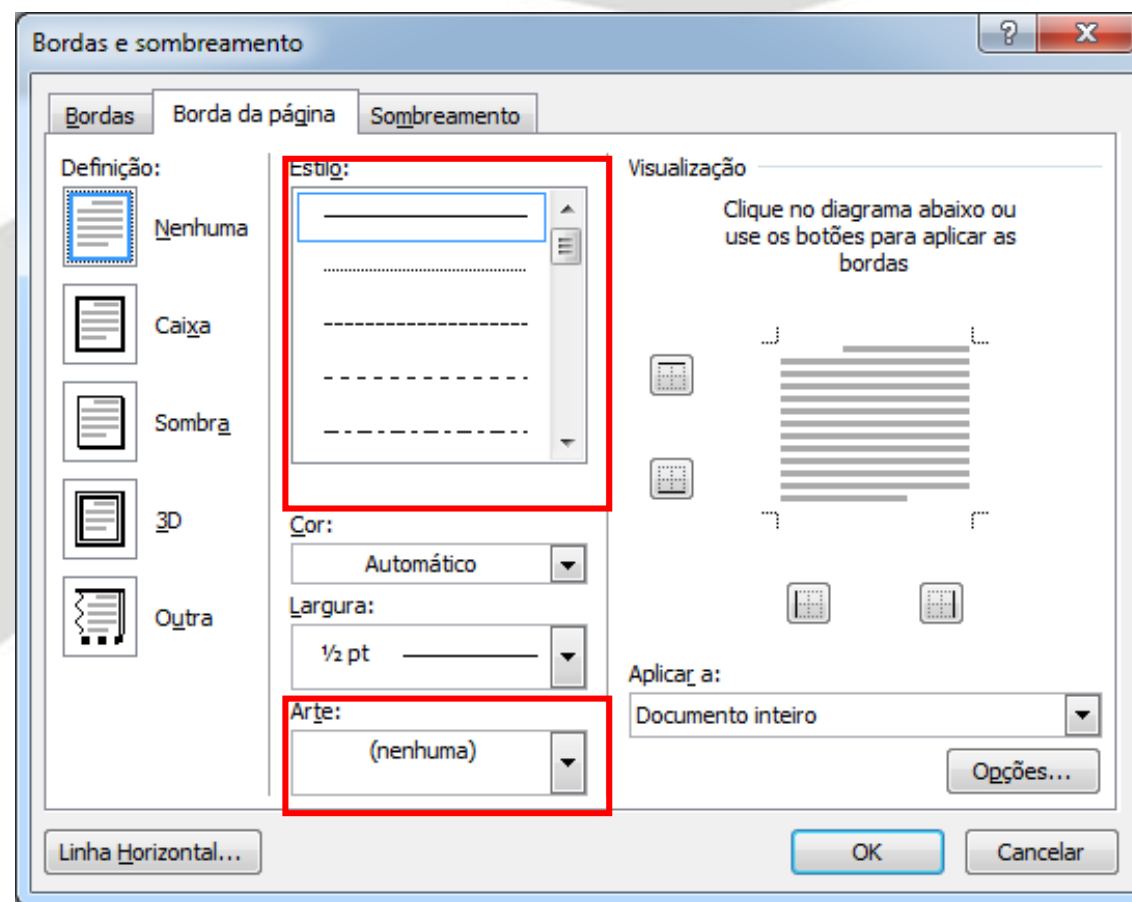 Bordas e sombreamento
Bordas
Borda da página
Sombreamento
Definição:
Nenhuma
Caixa
Sombra
3D
Outra
Estilo:
Cor:
Automático
Largura:
½ pt
Arte:
(nenhuma)
Visualização
Clique no diagrama abaixo ou
use os botões para aplicar as
bordas
Aplicar a:
Documento inteiro
Opções...
Linha Horizontal...
OK
Cancelar